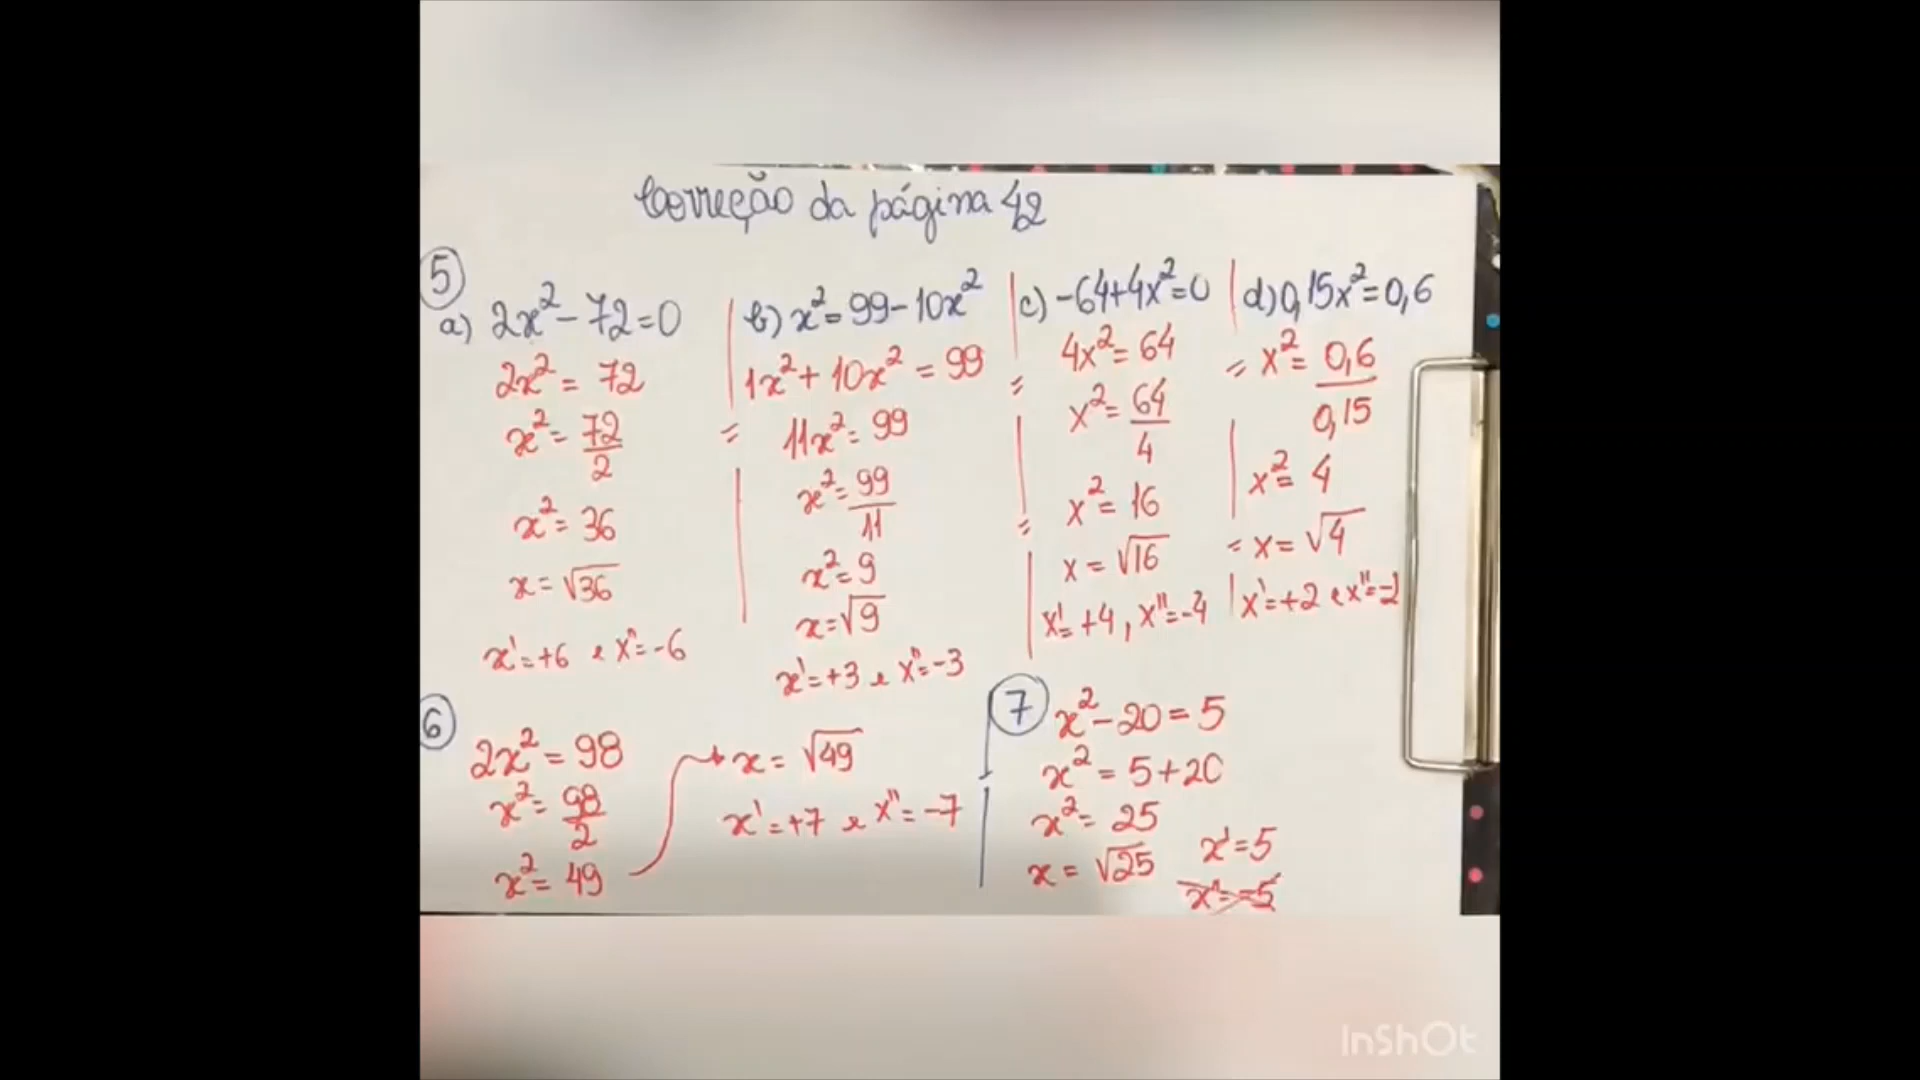 Correção da página 42
5
a) 2x² - 72 = 0
2x² = 72
x² = 72/2
x² = 36
x = √36
x' = +6 e x" = -6
b) x² = 99 - 10x²
1x² + 10x² = 99
11x² = 99
x² = 99/11
x² = 9
x = √9
x' = +3 e x" = -3
c) -64 + 4x² = 0
4x² = 64
x² = 64/4
x² = 16
x = √16
x' = +4, x" = -4
d) 0,15x² = 0,6
x² = 0,6/0,15
x² = 4
x = √4
x' = +2 e x" = -2
6
2x² = 98
x² = 98/2
x² = 49
x = √49
x' = +7 e x" = -7
7 x² - 20 = 5
x² = 5 + 20
x² = 25
x = √25
x' = 5
x" = -5
InShOt